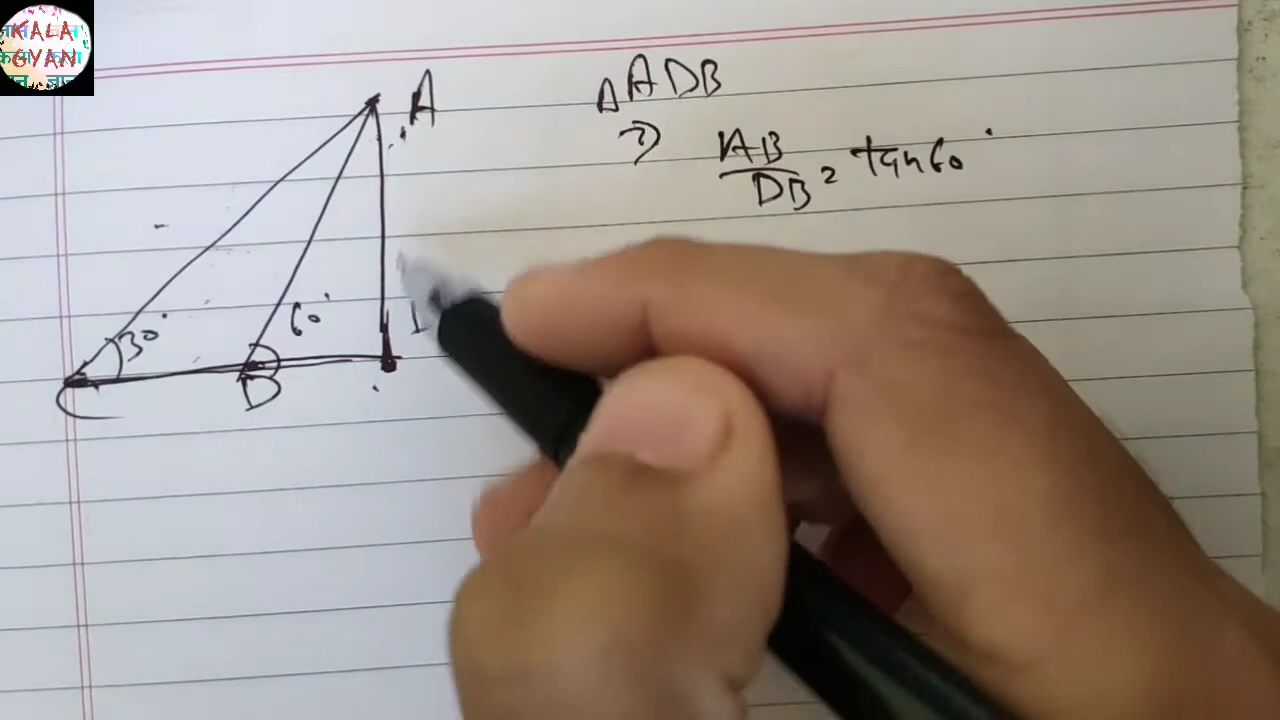 KALA
GYAN
A
ΔADB
⇒ AB/DB = tan60°
60°
30°
C
D